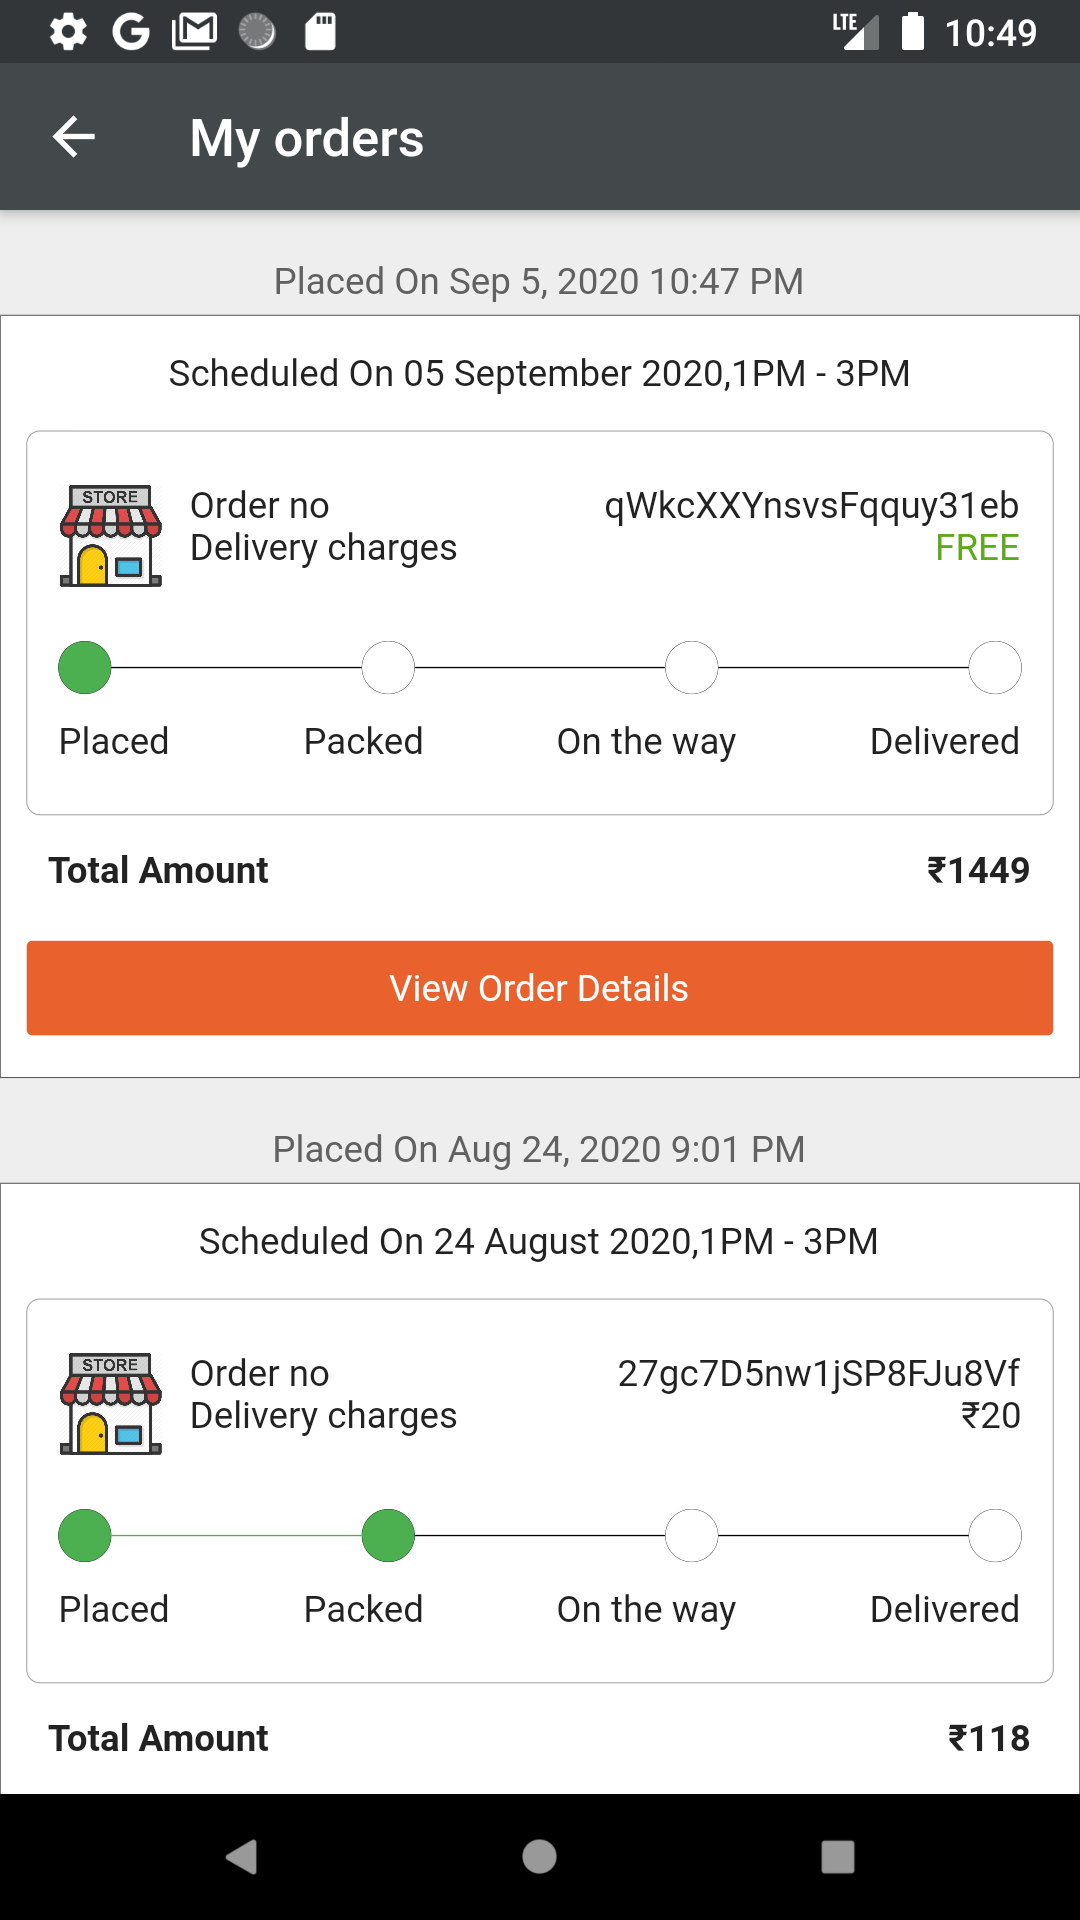 LTE 10:49
My orders
Placed On Sep 5, 2020 10:47 PM
Scheduled On 05 September 2020,1PM - 3PM
STORE
Order no qWkcXXYnsvsFqquy31eb
Delivery charges FREE
Placed Packed On the way Delivered
Total Amount ₹1449
View Order Details
Placed On Aug 24, 2020 9:01 PM
Scheduled On 24 August 2020,1PM - 3PM
STORE
Order no 27gc7D5nw1jSP8FJu8Vf
Delivery charges ₹20
Placed Packed On the way Delivered
Total Amount ₹118